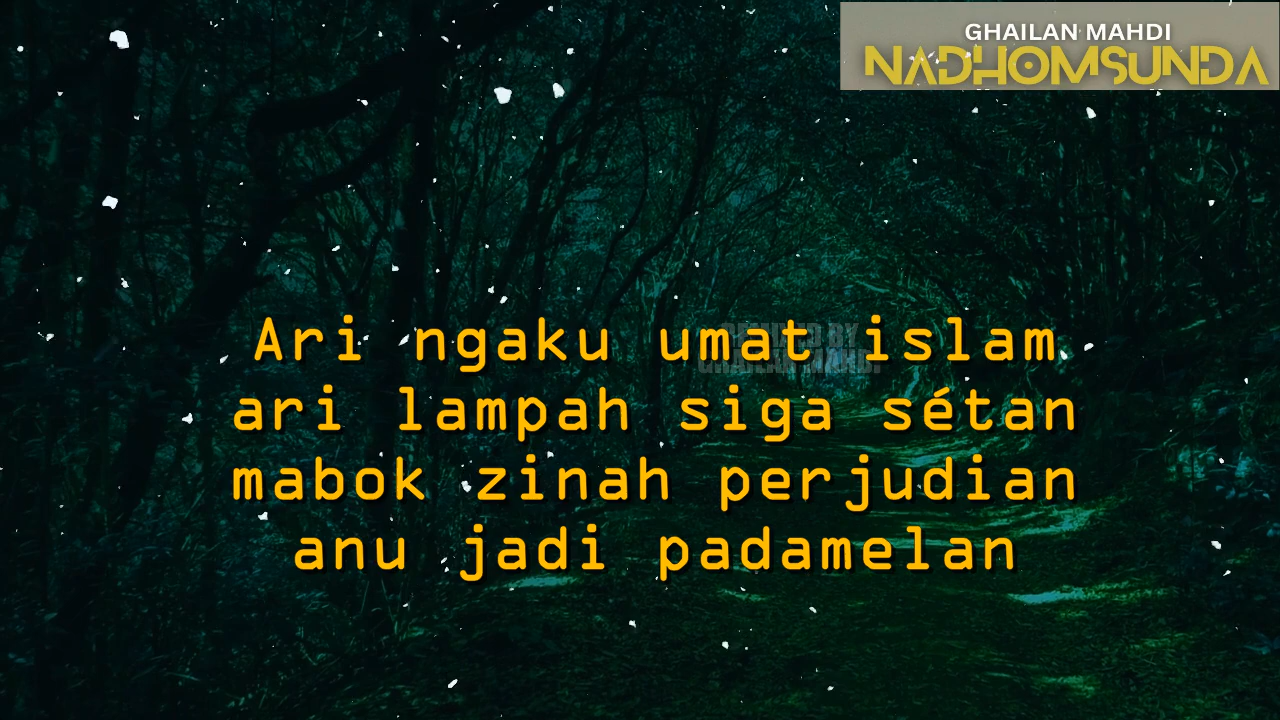 GHAILAN MAHDI
NADHOMSUNDA
Ari ngaku umat islam
ari lampah siga sétan
mabok zinah perjudian
anu jadi padamelan